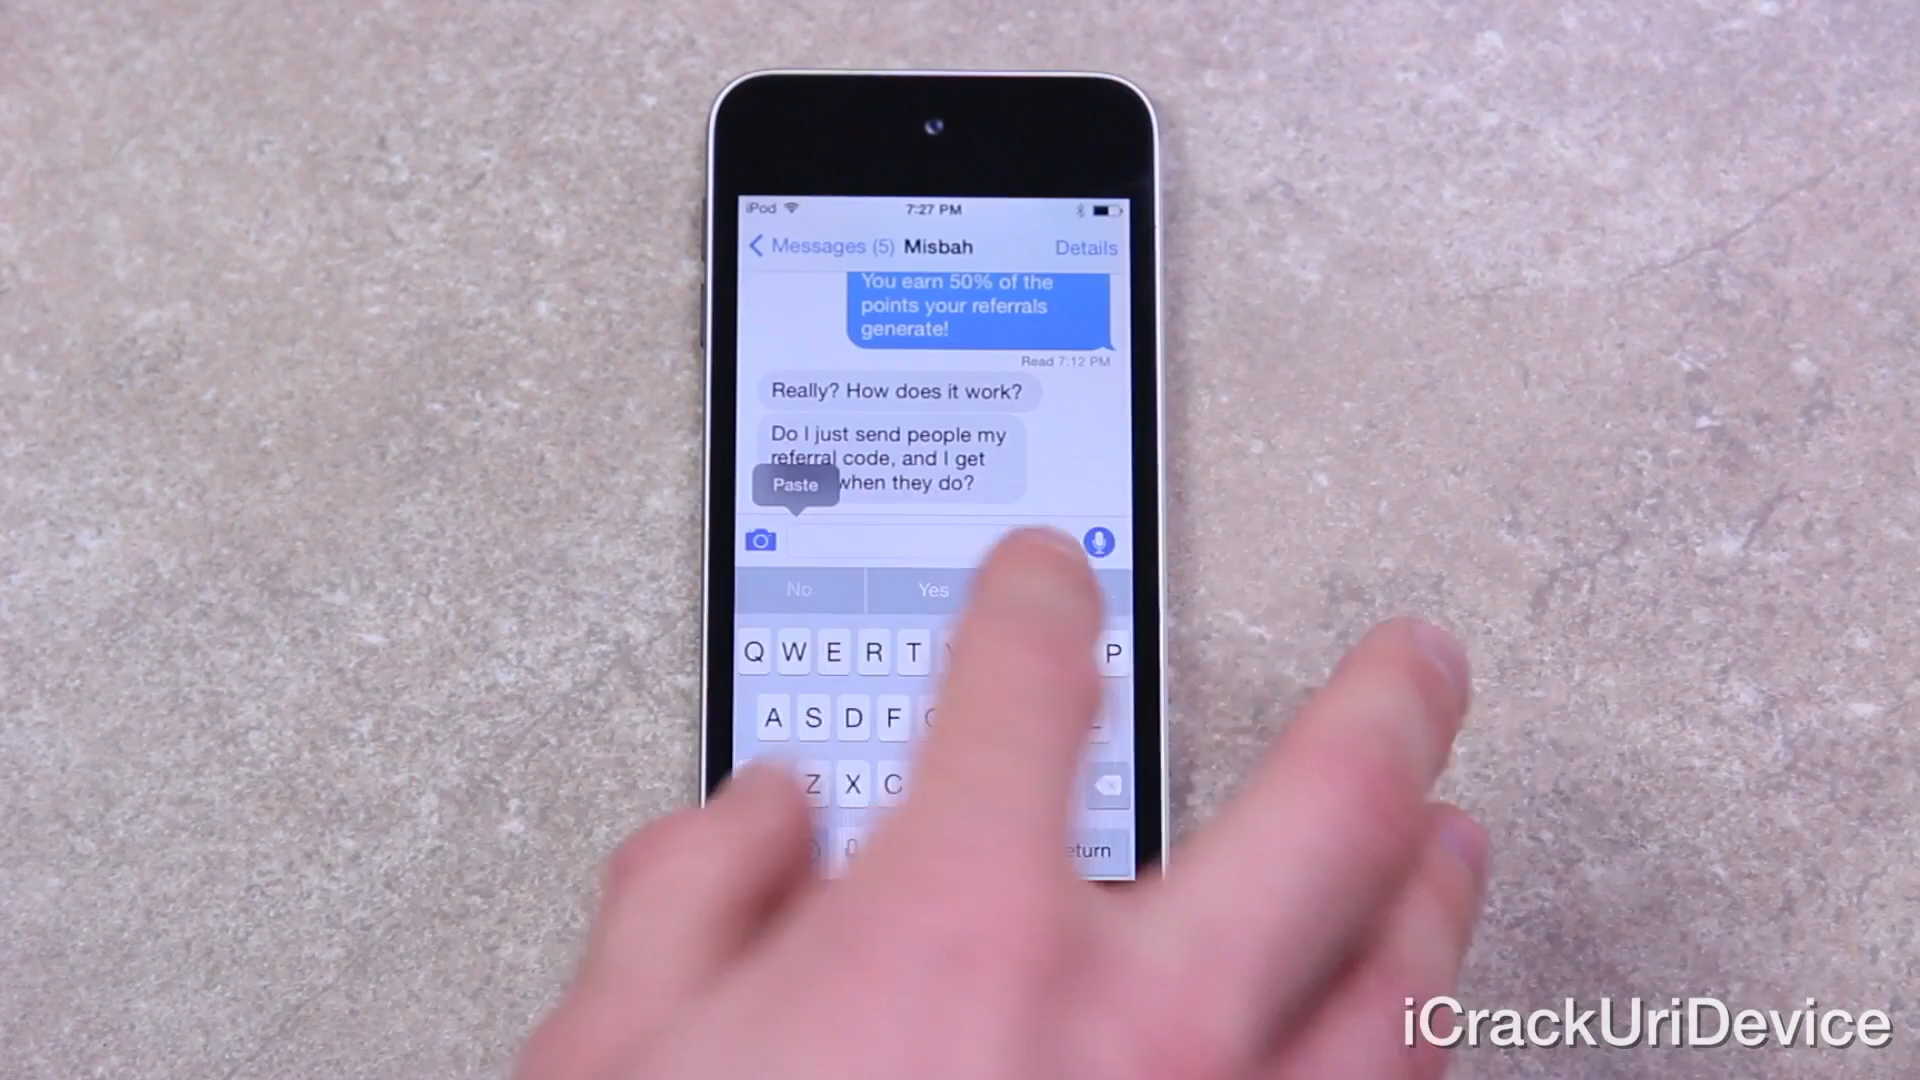 iPod 7:27 PM
Messages (5) Misbah Details
You earn 50% of the
points your referrals
generate!
Read 7:12 PM
Really? How does it work?
Do I just send people my
referral code, and I get
when they do?
Paste
No Yes
Q W E R T P
A S D F
Z X C
eturn
iCrackUriDevice